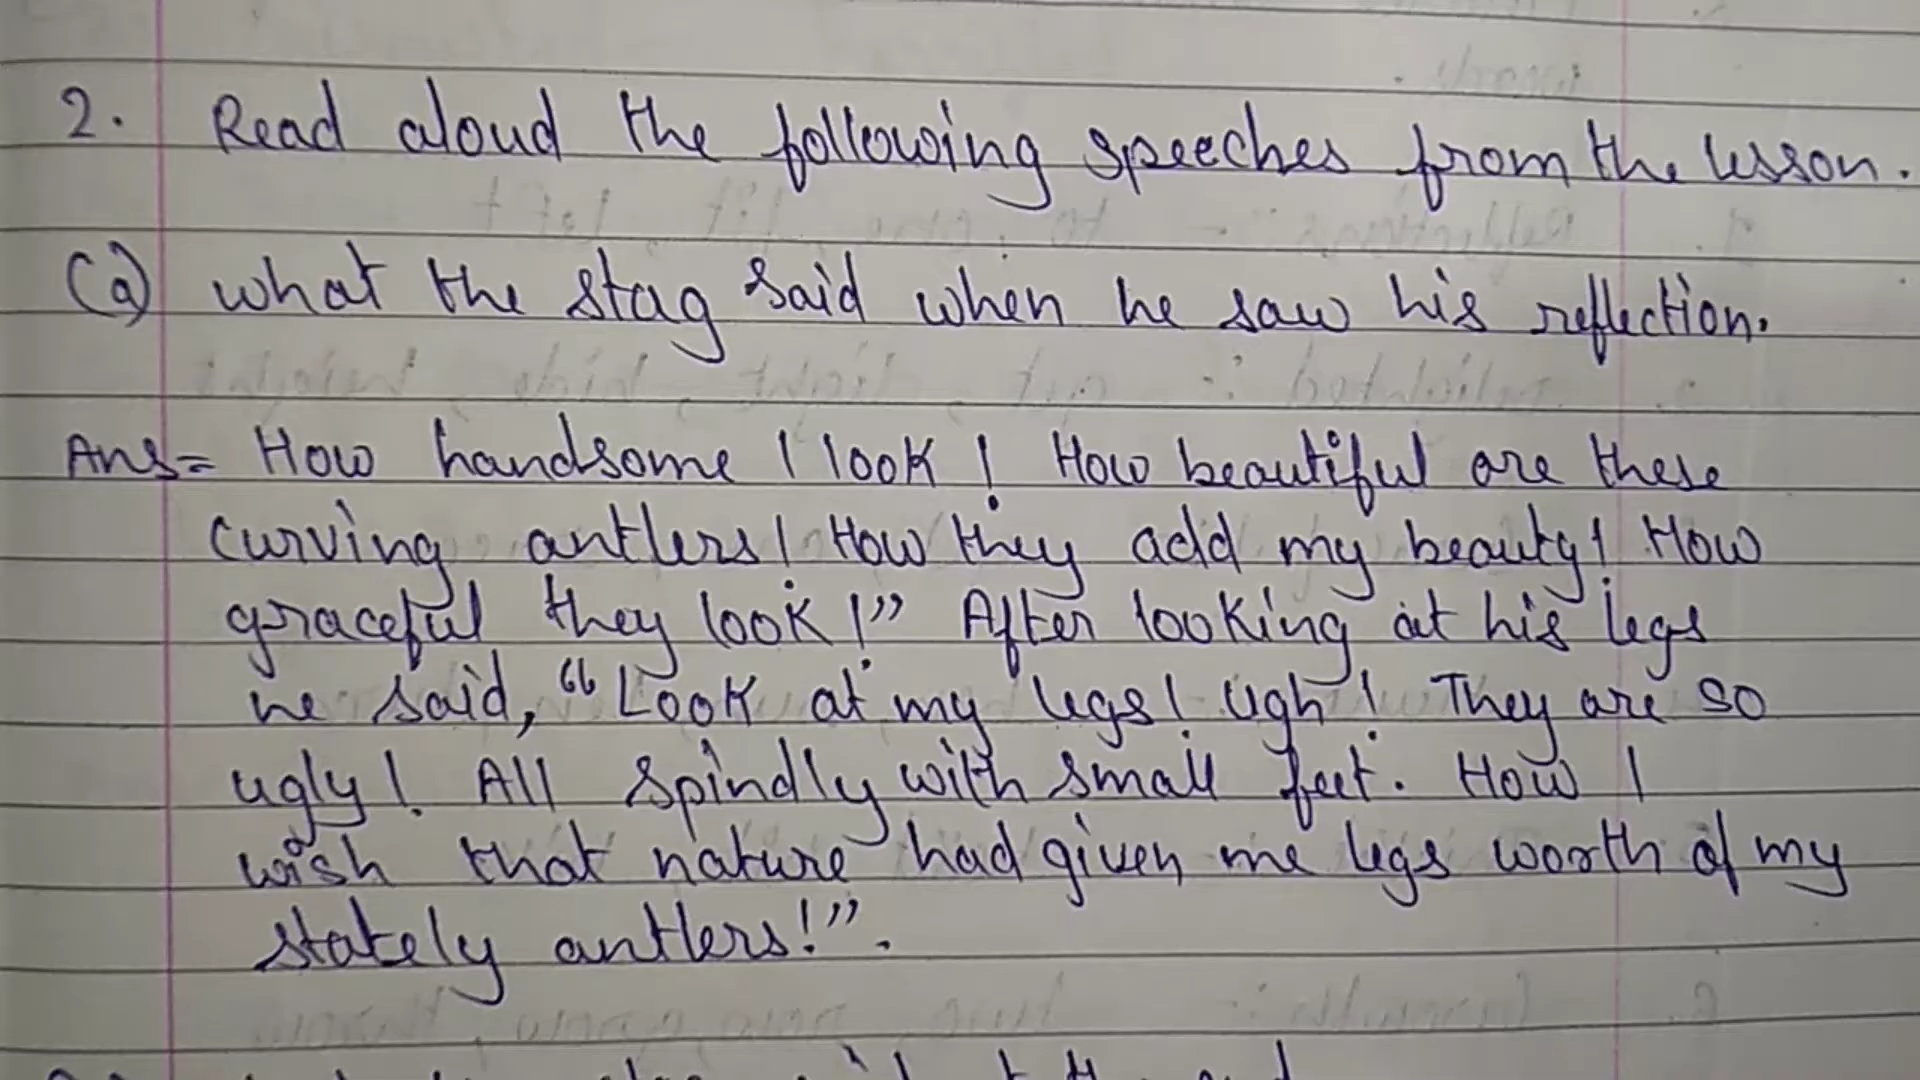 2. Read aloud the following speeches from the lesson.
(a) what the stag said when he saw his reflection.
Ans= How handsome I look! How beautiful are these
curving antlers! How they add my beauty! How
graceful they look!" After looking at his legs
he said, "Look at my legs! Ugh! They are so
ugly! All spindly with small feet. How I
wish that nature had given me legs worth of my
stately antlers!".